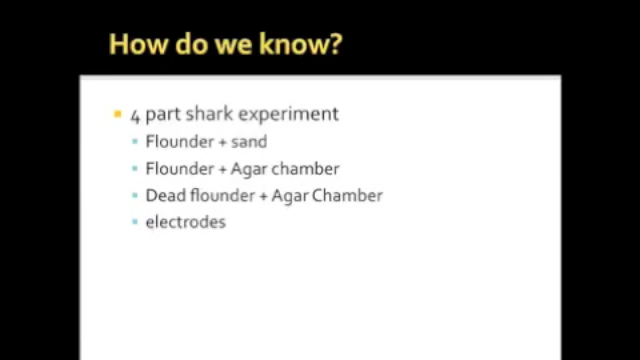 How do we know?
4 part shark experiment
Flounder + sand
Flounder + Agar chamber
Dead flounder + Agar Chamber
electrodes